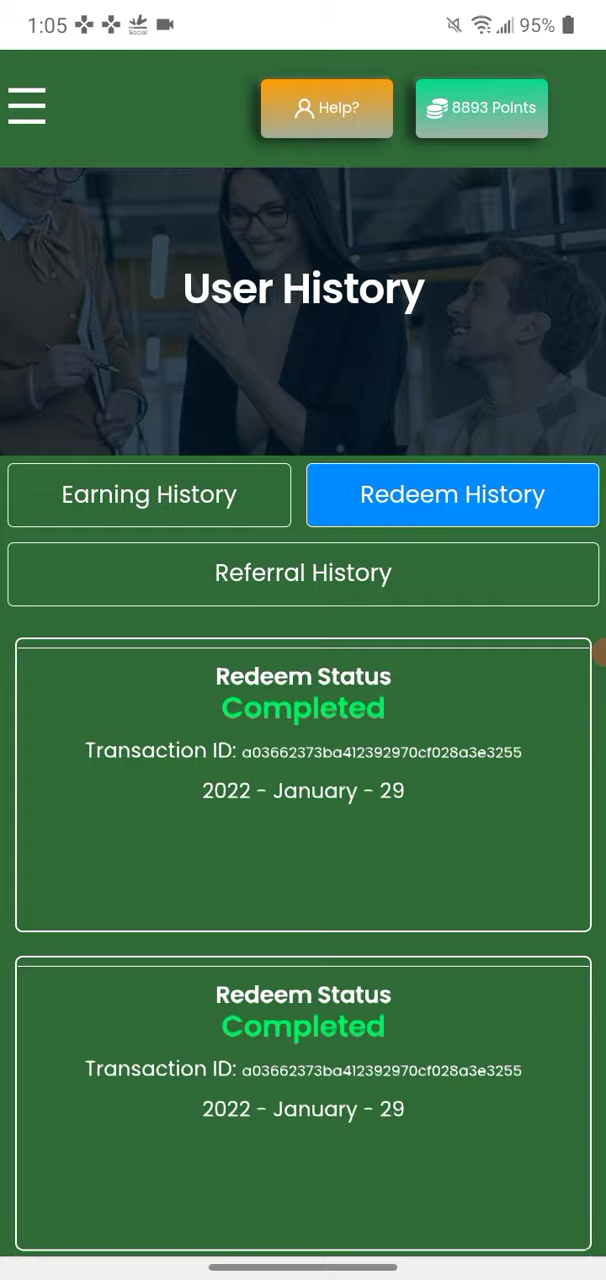 1:05
Social
95%
Help?
8893 Points
User History
Earning History
Redeem History
Referral History
Redeem Status
Completed
Transaction ID: a03662373ba412392970cf028a3e3255
2022 - January - 29
Redeem Status
Completed
Transaction ID: a03662373ba412392970cf028a3e3255
2022 - January - 29